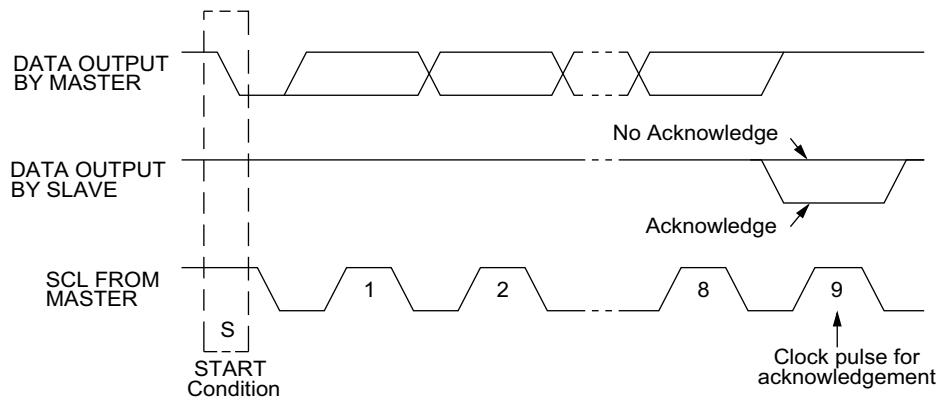 DATA OUTPUT
BY MASTER
No Acknowledge
DATA OUTPUT
BY SLAVE
Acknowledge
SCL FROM
MASTER
1
2
8
9
S
START
Condition
Clock pulse for
acknowledgement